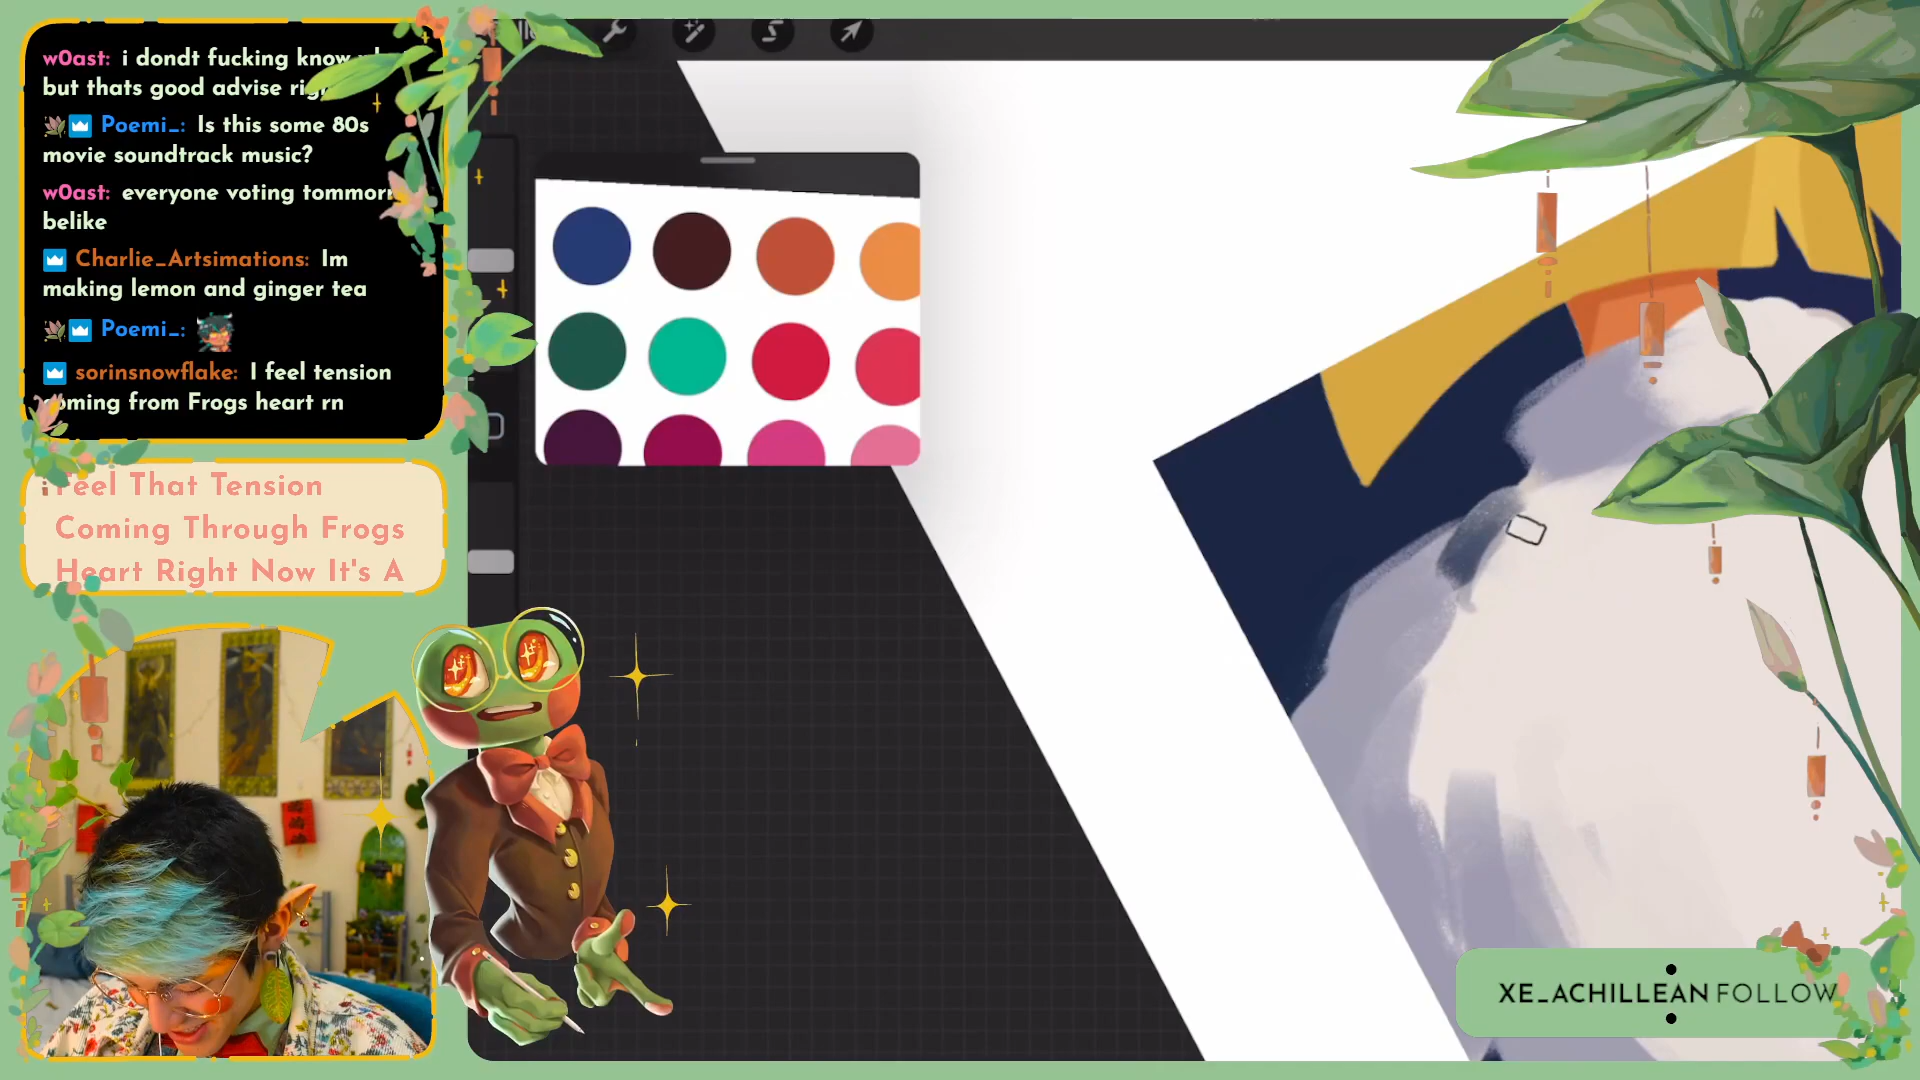 w0ast: i dondt fucking know
but thats good advise
Poemi_: Is this some 80s
movie soundtrack music?
w0ast: everyone voting tommorr
belike
Charlie_Artsimations: Im
making lemon and ginger tea
Poemi_:
sorinsnowflake: I feel tension
coming from Frogs heart rn
Feel That Tension
Coming Through Frogs
Heart Right Now It's A
XE_ACHILLEAN FOLLOW